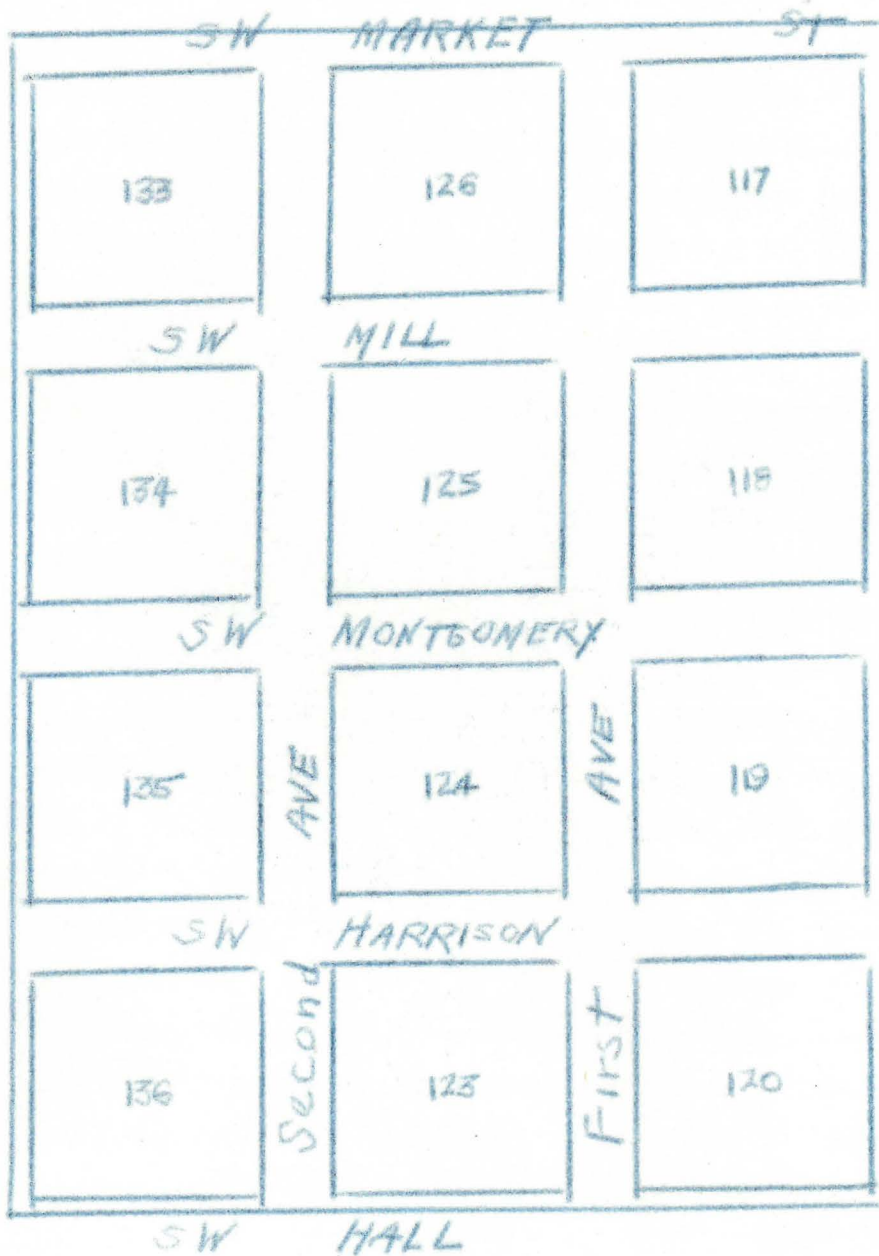 SW MARKET ST
133 126 117
SW MILL
134 125 118
SW MONTGOMERY
135 124 119
AVE AVE
SW HARRISON
136 123 120
Second First
SW HALL